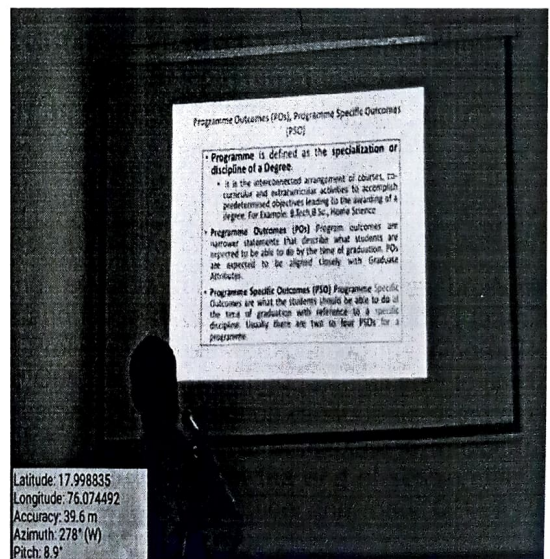 Programme Outcomes (POs), Programme Specific Outcomes
(PSO)
• Programme is defined as the specialization or
discipline of a Degree.
• It is the interconnected arrangement of courses, co-
curricular and extracurricular activities to accomplish
predetermined objectives leading to the awarding of a
degree. For Example: B.Tech,B.Sc., Home Science
• Programme Outcomes (POs) Program outcomes are
narrower statements that describe what students are
expected to be able to do by the time of graduation. POs
are expected to be aligned closely with Graduate
Attributes.
• Programme Specific Outcomes (PSO) Programme Specific
Outcomes are what the students should be able to do at
the time of graduation with reference to a specific
discipline. Usually there are two to four PSOs for a
programme.
Latitude: 17.998835
Longitude: 76.074492
Accuracy: 39.6 m
Azimuth: 278° (W)
Pitch: 8.9°